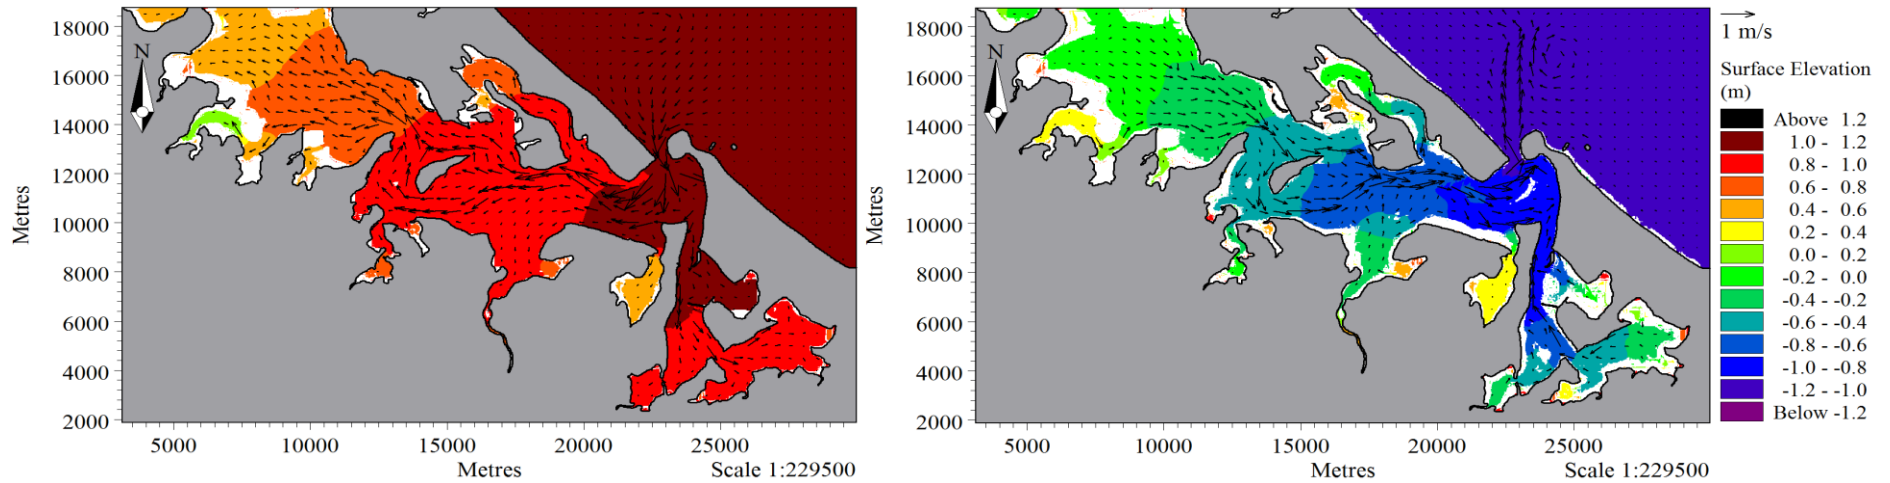 18000
16000
14000
12000
10000
8000
6000
4000
2000
Metres
N
5000
10000
15000
20000
25000
Metres
Scale 1:229500
18000
16000
14000
12000
10000
8000
6000
4000
2000
Metres
N
5000
10000
15000
20000
25000
Metres
Scale 1:229500
1 m/s
Surface Elevation
(m)
Above 1.2
1.0 - 1.2
0.8 - 1.0
0.6 - 0.8
0.4 - 0.6
0.2 - 0.4
0.0 - 0.2
-0.2 - 0.0
-0.4 - -0.2
-0.6 - -0.4
-0.8 - -0.6
-1.0 - -0.8
-1.2 - -1.0
Below -1.2